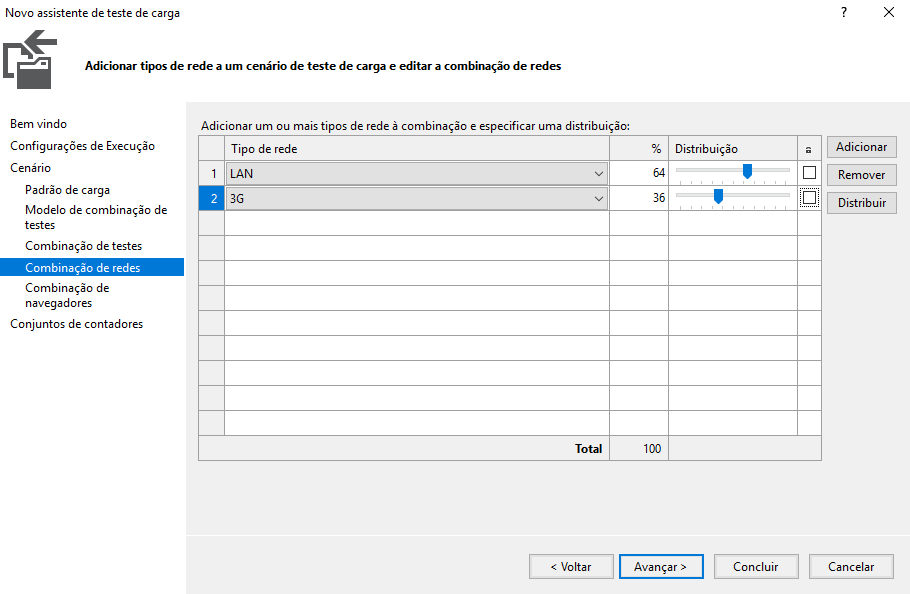 Novo assistente de teste de carga
?
Adicionar tipos de rede a um cenário de teste de carga e editar a combinação de redes
Bem vindo
Configurações de Execução
Cenário
Padrão de carga
Modelo de combinação de
testes
Combinação de testes
Combinação de redes
Combinação de
navegadores
Conjuntos de contadores
Adicionar um ou mais tipos de rede à combinação e especificar uma distribuição:
Tipo de rede % Distribuição
1 LAN 64
2 3G 36
Total 100
Adicionar
Remover
Distribuir
< Voltar Avançar > Concluir Cancelar